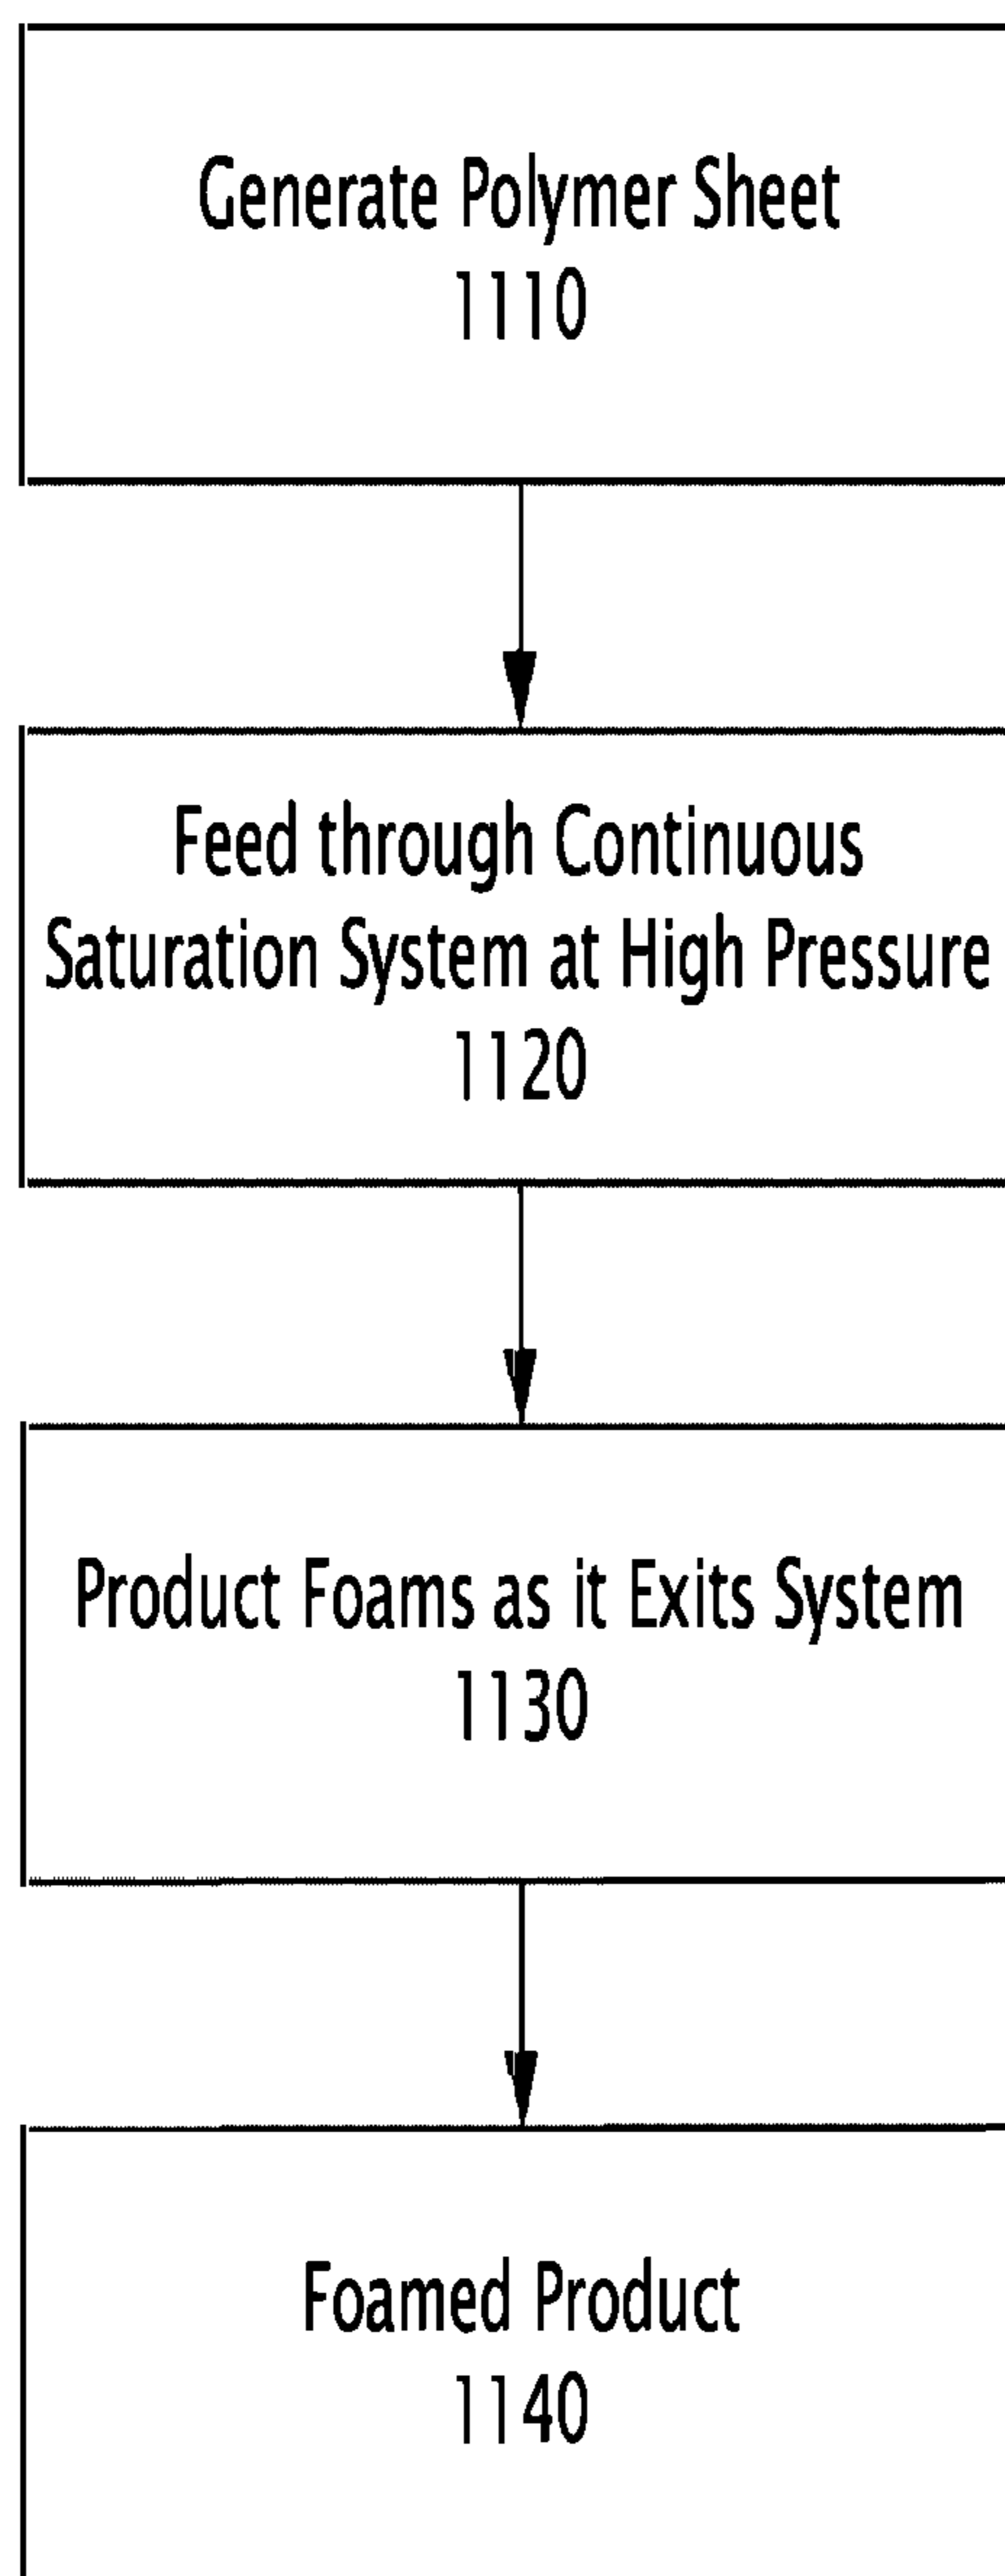 Generate Polymer Sheet
1110
Feed through Continuous
Saturation System at High Pressure
1120
Product Foams as it Exits System
1130
Foamed Product
1140